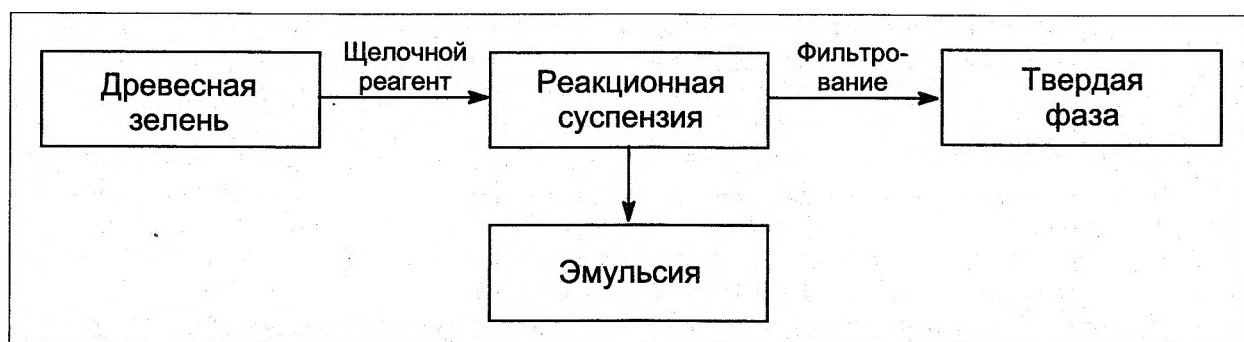 Древесная
зелень
Щелочной
реагент
Реакционная
суспензия
Фильтро-
вание
Твердая
фаза
Эмульсия